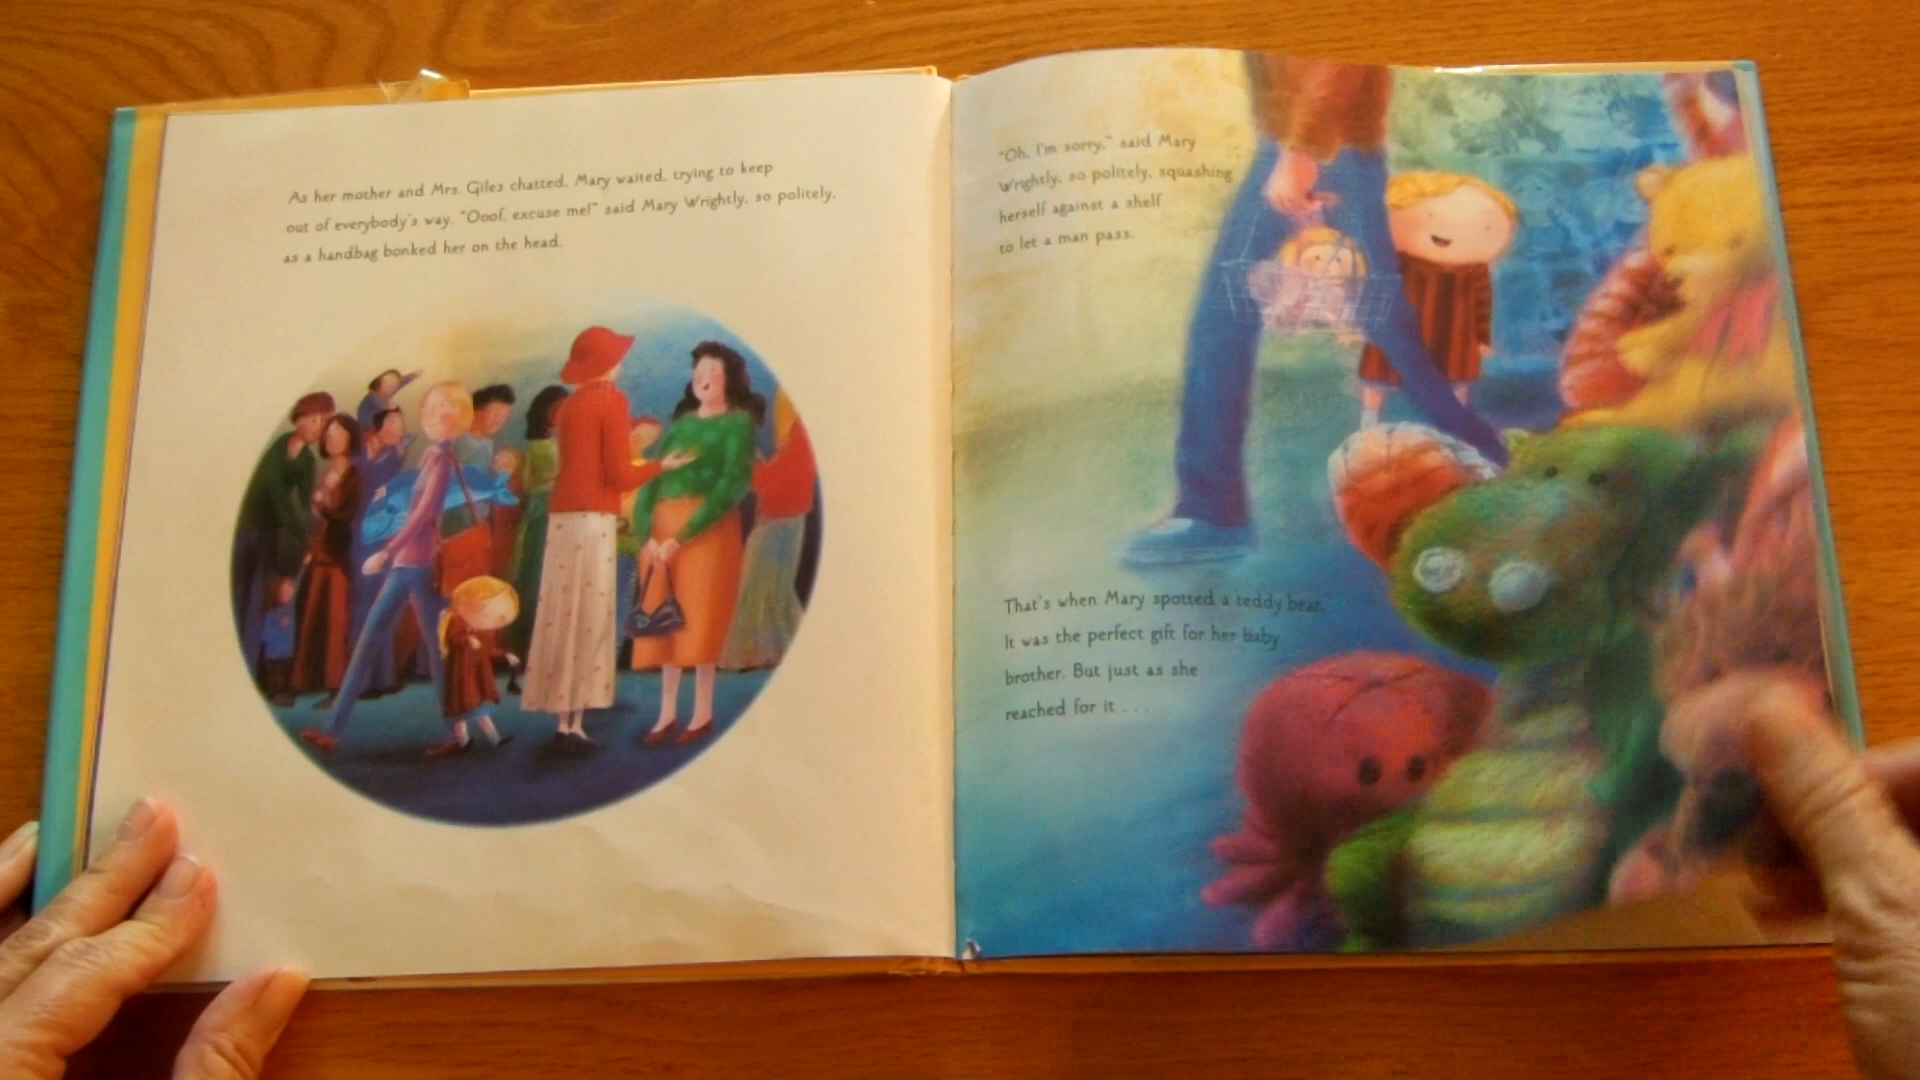 As her mother and Mrs. Giles chatted, Mary waited, trying to keep
out of everybody's way. "Ooof, excuse me!" said Mary Wrightly, so politely,
as a handbag bonked her on the head.
"Oh, I'm sorry," said Mary
Wrightly, so politely, squashing
herself against a shelf
to let a man pass.
That's when Mary spotted a teddy bear.
It was the perfect gift for her baby
brother. But just as she
reached for it . . .